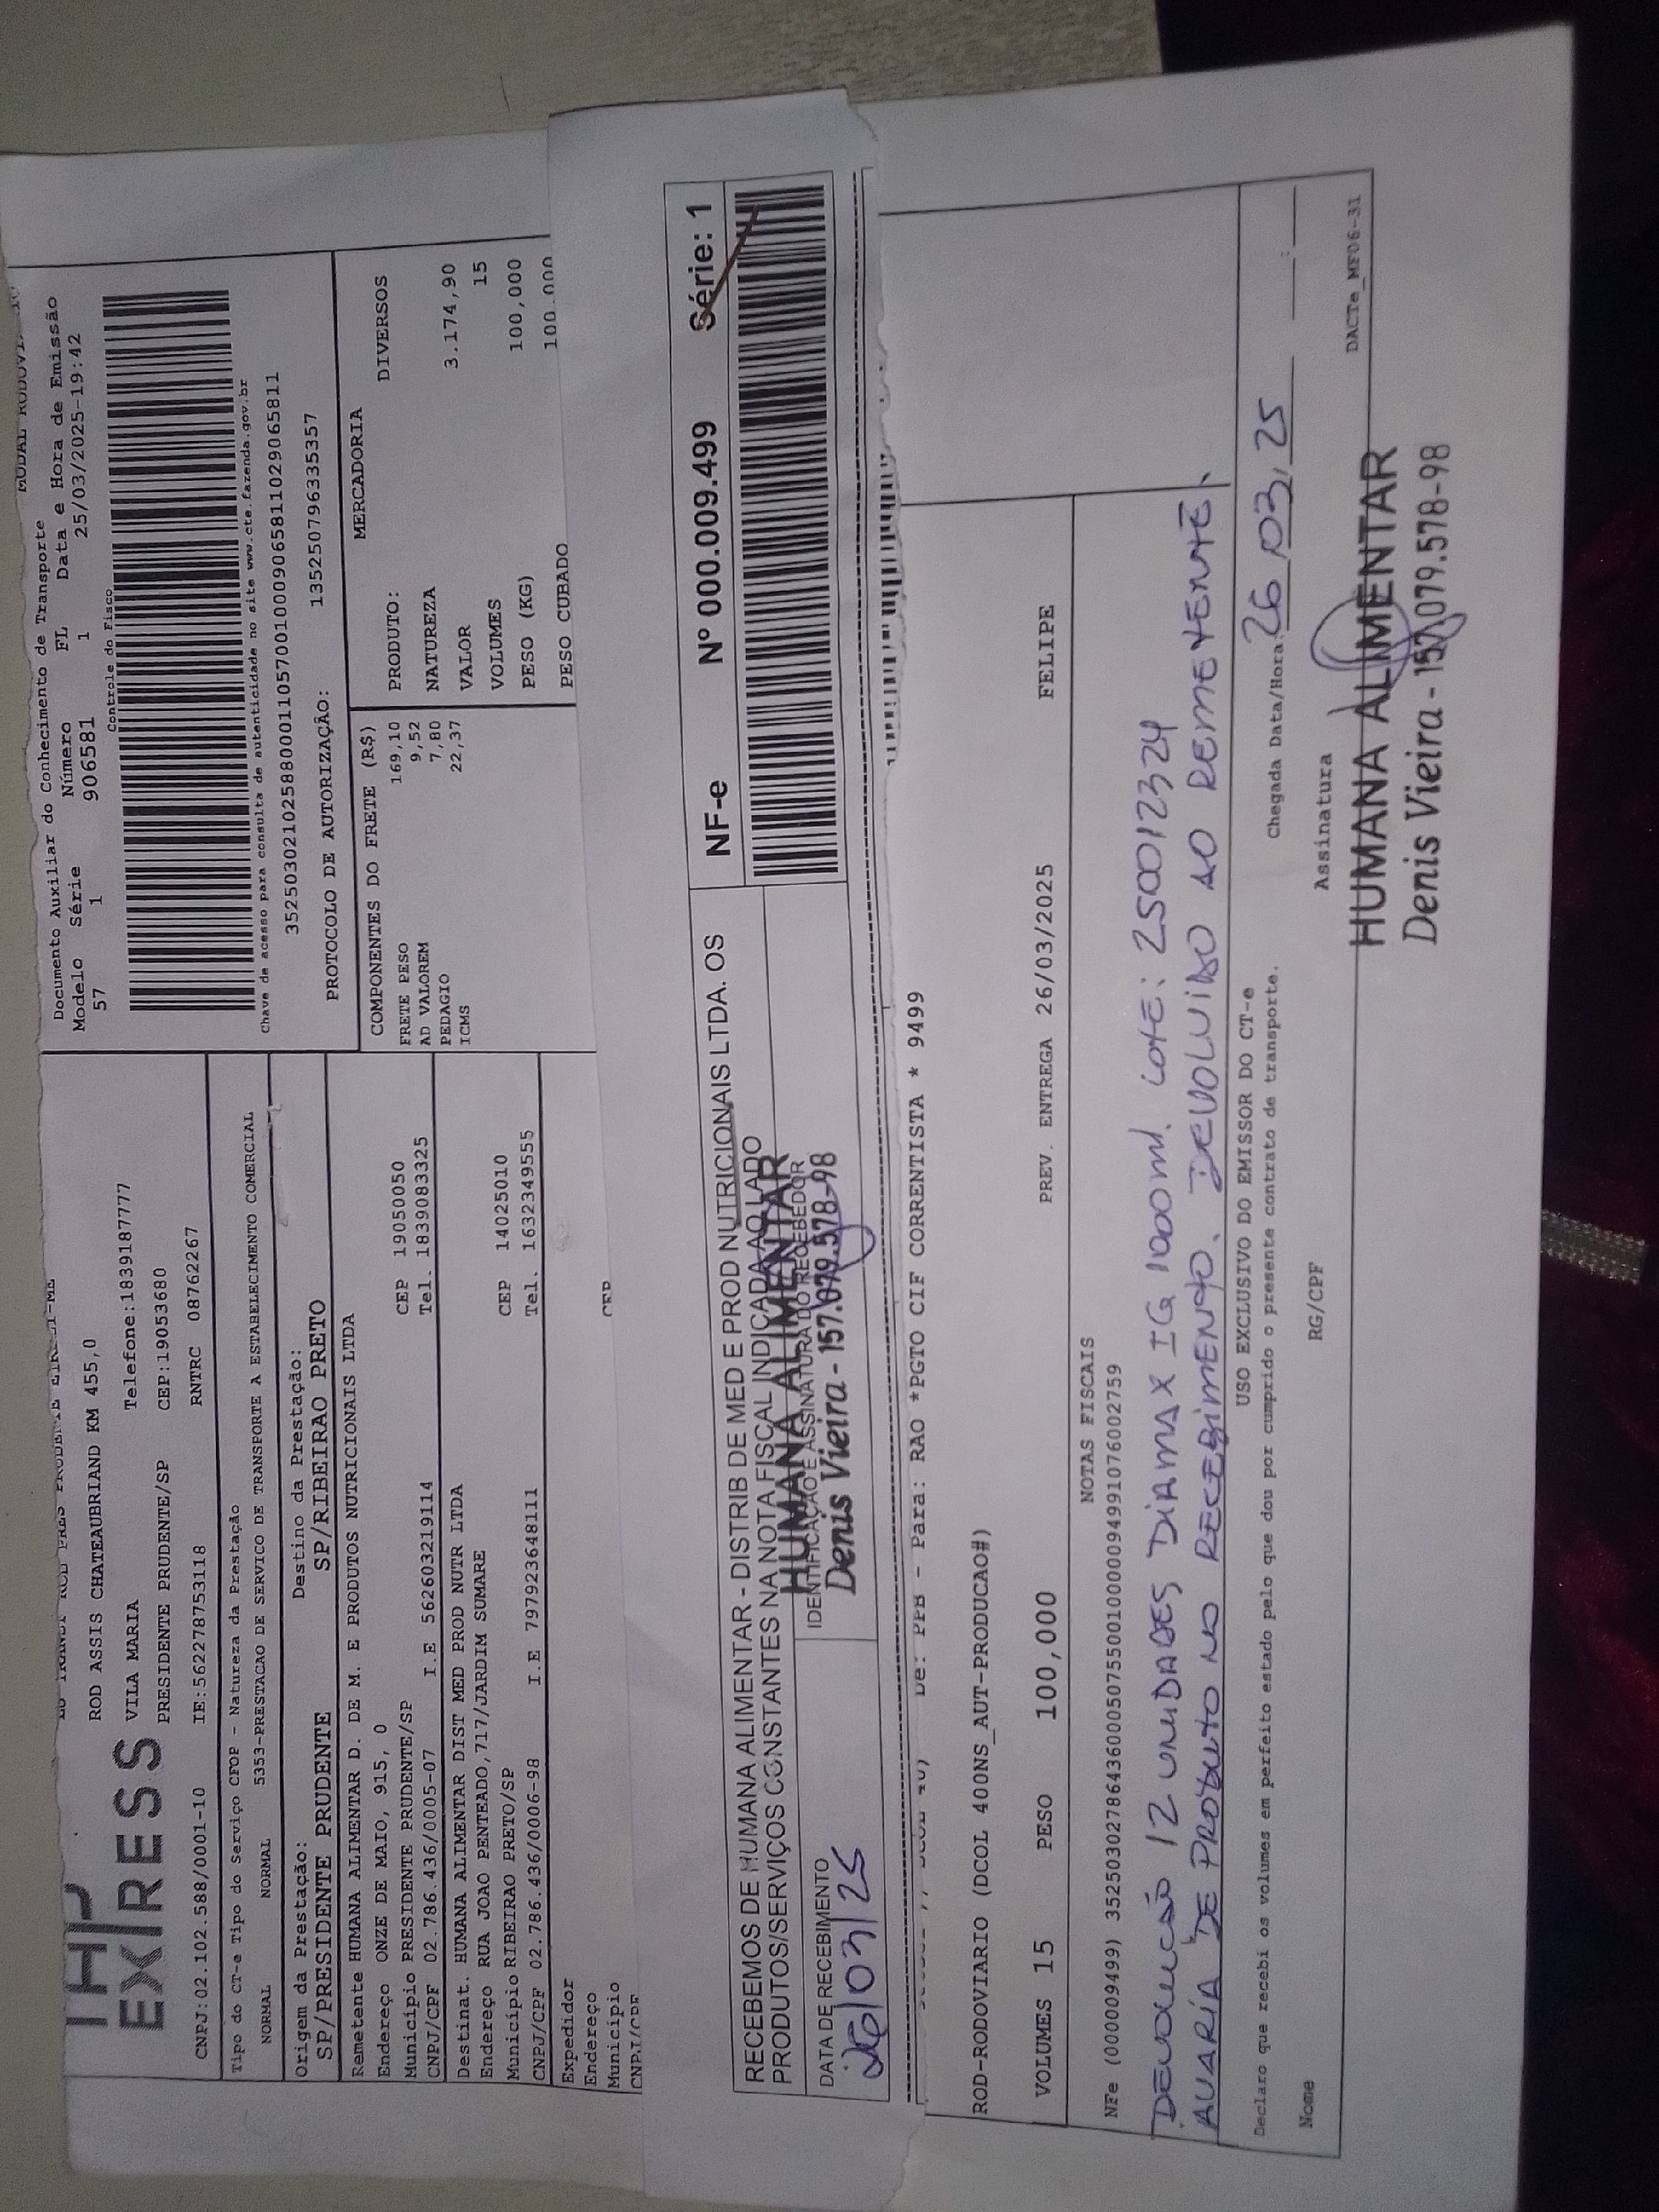 EXPRESS
ROD ASSIS CHATEAUBRIAND KM 455,0
VILA MARIA Telefone:1839187777
PRESIDENTE PRUDENTE/SP CEP:19053680
CNPJ:02.102.588/0001-10 IE:562278753118 RNTRC 08762267
Documento Auxiliar do Conhecimento de Transporte
Modelo Série Número FL Data e Hora de Emissão
57 1 906581 1 25/03/2025-19:42
Controle do Fisco
Chave de acesso para consulta de autenticidade no site www.cte.fazenda.gov.br
35250302102588000110570010009065811029065811
PROTOCOLO DE AUTORIZAÇÃO: 135250796335357
Tipo do CT-e Tipo do Serviço CFOP - Natureza da Prestação
NORMAL NORMAL 5353-PRESTACAO DE SERVICO DE TRANSPORTE A ESTABELECIMENTO COMERCIAL
Origem da Prestação: Destino da Prestação:
SP/PRESIDENTE PRUDENTE SP/RIBEIRAO PRETO
Remetente HUMANA ALIMENTAR D. DE M. E PRODUTOS NUTRICIONAIS LTDA
Endereço ONZE DE MAIO, 915, 0
Município PRESIDENTE PRUDENTE/SP CEP 19050050
CNPJ/CPF 02.786.436/0005-07 I.E 562603219114 Tel. 1839083325
Destinat. HUMANA ALIMENTAR DIST MED PROD NUTR LTDA
Endereço RUA JOAO PENTEADO,717/JARDIM SUMARE
Município RIBEIRAO PRETO/SP CEP 14025010
CNPJ/CPF 02.786.436/0006-98 I.E 797923648111 Tel. 1632349555
Expedidor
Endereço
Município CEP
CNPJ/CPF
COMPONENTES DO FRETE (R$)
FRETE PESO 169,10
AD VALOREM 9,52
PEDAGIO 7,80
ICMS 22,37
MERCADORIA
PRODUTO: DIVERSOS
NATUREZA
VALOR 3.174,90
VOLUMES 15
PESO (KG) 100,000
PESO CUBADO 100.000
RECEBEMOS DE HUMANA ALIMENTAR - DISTRIB DE MED E PROD NUTRICIONAIS LTDA. OS
PRODUTOS/SERVIÇOS CONSTANTES NA NOTA FISCAL INDICADA AO LADO
NF-e Nº 000.009.499 Série: 1
DATA DE RECEBIMENTO IDENTIFICAÇÃO E ASSINATURA DO RECEBEDOR
26/03/25
HUMANA ALIMENTAR
Denis Vieira - 157.079.578-98
De: PPB - Para: RAO *PGTO CIF CORRENTISTA * 9499
ROD-RODOVIARIO (DCOL 400NS_AUT-PRODUCAO#)
VOLUMES 15 PESO 100,000 PREV. ENTREGA 26/03/2025 FELIPE
NOTAS FISCAIS
NFe (000009499) 35250302786436000507550010000094991076002759
DEVOLUCÃO 12 UNIDADES DIAMAX IG 1000ml. LOTE: 250012324
AVARÍA DE PRODUTO NO RECEBIMENTO. DEVOLUIDO AO REMETENTE.
USO EXCLUSIVO DO EMISSOR DO CT-e
Declaro que recebi os volumes em perfeito estado pelo que dou por cumprido o presente contrato de transporte.
Chegada Data/Hora: 26/03/25 :
Nome RG/CPF Assinatura
HUMANA ALIMENTAR
Denis Vieira - 157.079.578-98
DACTe_MF06-31